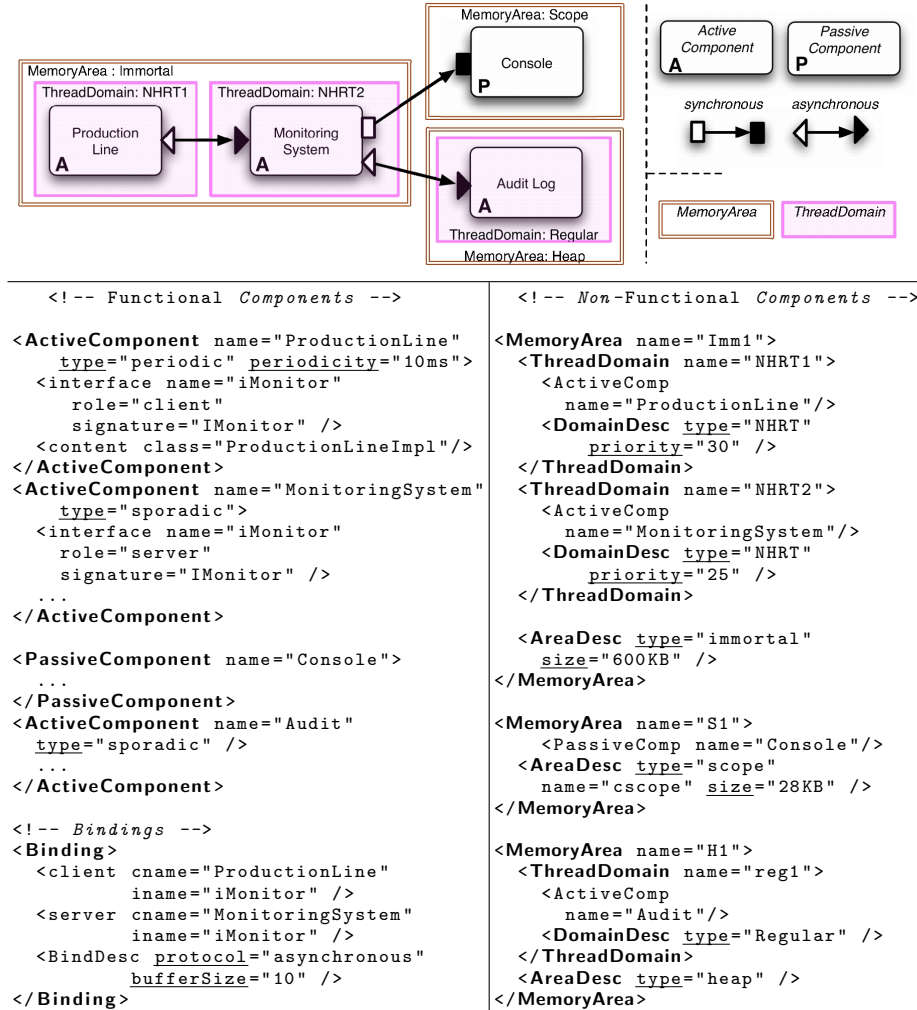 MemoryArea: Scope
Console
P
MemoryArea : Immortal
ThreadDomain: NHRT1
ThreadDomain: NHRT2
Production
Line
A
Monitoring
System
A
Audit Log
A
ThreadDomain: Regular
MemoryArea: Heap
Active
Component
A
Passive
Component
P
synchronous
asynchronous
MemoryArea
ThreadDomain
<!-- Functional Components -->
<ActiveComponent name="ProductionLine"
type="periodic" periodicity="10ms">
<interface name="iMonitor"
role="client"
signature="IMonitor" />
<content class="ProductionLineImpl"/>
</ActiveComponent>
<ActiveComponent name="MonitoringSystem"
type="sporadic">
<interface name="iMonitor"
role="server"
signature="IMonitor" />
...
</ActiveComponent>
<PassiveComponent name="Console">
...
</PassiveComponent>
<ActiveComponent name="Audit"
type="sporadic" />
...
</ActiveComponent>
<!-- Bindings -->
<Binding>
<client cname="ProductionLine"
iname="iMonitor" />
<server cname="MonitoringSystem"
iname="iMonitor" />
<BindDesc protocol="asynchronous"
bufferSize="10" />
</Binding>
<!-- Non-Functional Components -->
<MemoryArea name="Imm1">
<ThreadDomain name="NHRT1">
<ActiveComp
name="ProductionLine"/>
<DomainDesc type="NHRT"
priority="30" />
</ThreadDomain>
<ThreadDomain name="NHRT2">
<ActiveComp
name="MonitoringSystem"/>
<DomainDesc type="NHRT"
priority="25" />
</ThreadDomain>
<AreaDesc type="immortal"
size="600KB" />
</MemoryArea>
<MemoryArea name="S1">
<PassiveComp name="Console"/>
<AreaDesc type="scope"
name="cscope" size="28KB" />
</MemoryArea>
<MemoryArea name="H1">
<ThreadDomain name="reg1">
<ActiveComp
name="Audit"/>
<DomainDesc type="Regular" />
</ThreadDomain>
<AreaDesc type="heap" />
</MemoryArea>